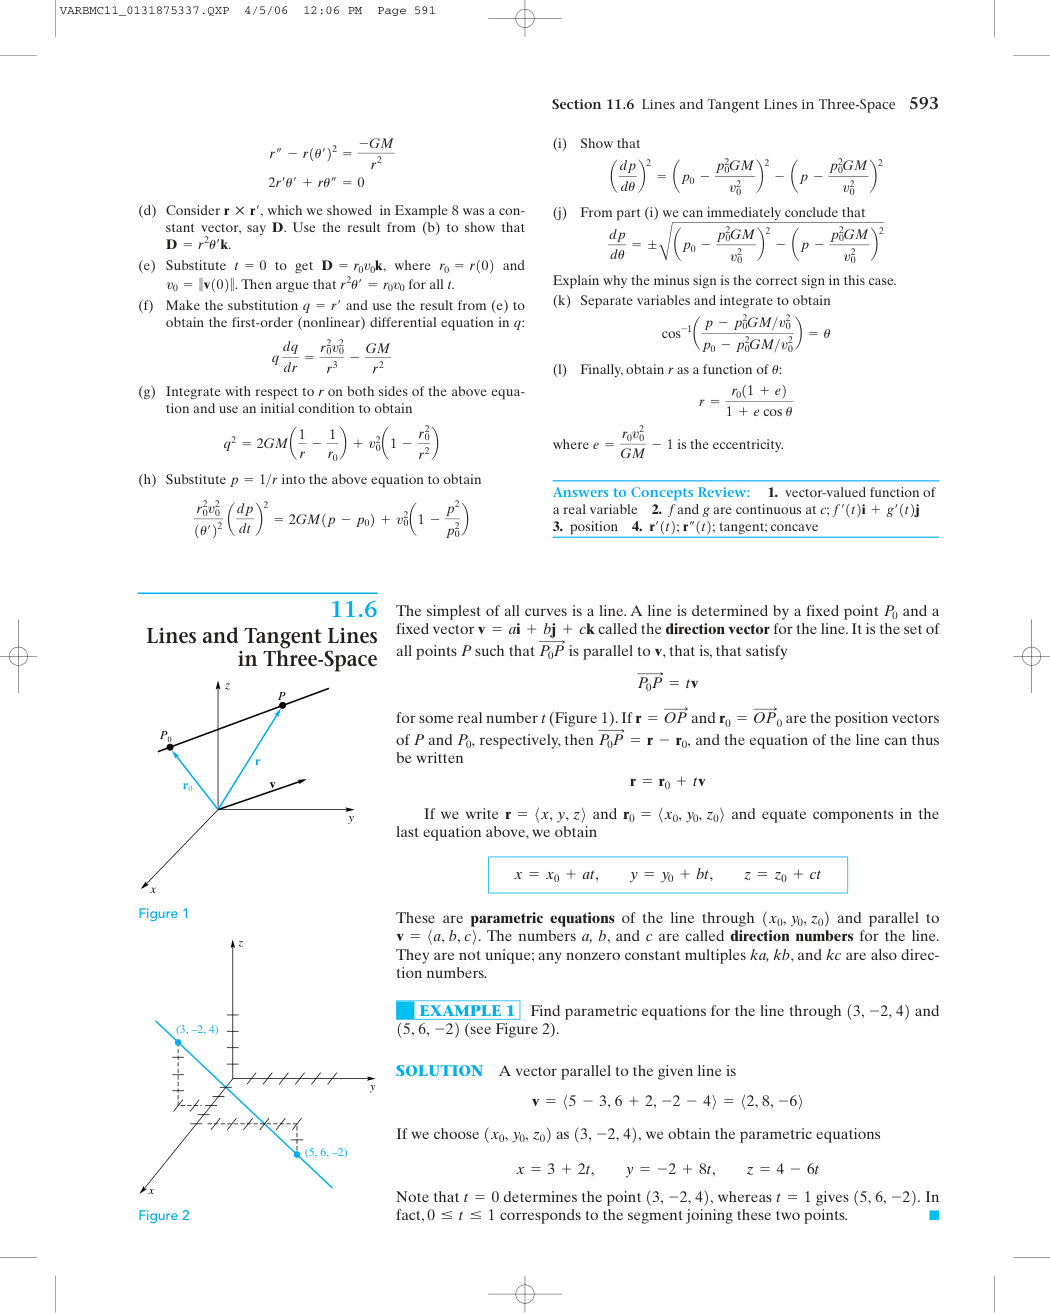 VARBMC11_0131875337.QXP 4/5/06 12:06 PM Page 591
Section 11.6 Lines and Tangent Lines in Three-Space 593
r″ − r(θ′)² = −GM/r²
2r′θ′ + rθ″ = 0
(d) Consider r × r′, which we showed in Example 8 was a con-
stant vector, say D. Use the result from (b) to show that
D = r²θ′k.
(e) Substitute t = 0 to get D = r₀v₀k, where r₀ = r(0) and
v₀ = ‖v(0)‖. Then argue that r²θ′ = r₀v₀ for all t.
(f) Make the substitution q = r′ and use the result from (e) to
obtain the first-order (nonlinear) differential equation in q:
q dq/dr = r₀²v₀²/r³ − GM/r²
(g) Integrate with respect to r on both sides of the above equa-
tion and use an initial condition to obtain
q² = 2GM(1/r − 1/r₀) + v₀²(1 − r₀²/r²)
(h) Substitute p = 1/r into the above equation to obtain
r₀²v₀²/(θ′)² (dp/dt)² = 2GM(p − p₀) + v₀²(1 − p²/p₀²)
(i) Show that
(dp/dθ)² = (p₀ − p₀²GM/v₀²)² − (p − p₀²GM/v₀²)²
(j) From part (i) we can immediately conclude that
dp/dθ = ±√((p₀ − p₀²GM/v₀²)² − (p − p₀²GM/v₀²)²)
Explain why the minus sign is the correct sign in this case.
(k) Separate variables and integrate to obtain
cos⁻¹((p − p₀²GM/v₀²)/(p₀ − p₀²GM/v₀²)) = θ
(l) Finally, obtain r as a function of θ:
r = r₀(1 + e)/(1 + e cos θ)
where e = r₀v₀²/GM − 1 is the eccentricity.
Answers to Concepts Review: 1. vector-valued function of
a real variable 2. f and g are continuous at c; f′(t)i + g′(t)j
3. position 4. r′(t); r″(t); tangent; concave
11.6
Lines and Tangent Lines
in Three-Space
z
P
P₀
r
r₀
v
y
x
Figure 1
z
(3, –2, 4)
y
(5, 6, –2)
x
Figure 2
The simplest of all curves is a line. A line is determined by a fixed point P₀ and a
fixed vector v = ai + bj + ck called the direction vector for the line. It is the set of
all points P such that P₀P⃗ is parallel to v, that is, that satisfy
P₀P⃗ = tv
for some real number t (Figure 1). If r = OP⃗ and r₀ = OP⃗₀ are the position vectors
of P and P₀, respectively, then P₀P⃗ = r − r₀, and the equation of the line can thus
be written
r = r₀ + tv
If we write r = ⟨x, y, z⟩ and r₀ = ⟨x₀, y₀, z₀⟩ and equate components in the
last equation above, we obtain
x = x₀ + at, y = y₀ + bt, z = z₀ + ct
These are parametric equations of the line through (x₀, y₀, z₀) and parallel to
v = ⟨a, b, c⟩. The numbers a, b, and c are called direction numbers for the line.
They are not unique; any nonzero constant multiples ka, kb, and kc are also direc-
tion numbers.
EXAMPLE 1 Find parametric equations for the line through (3, −2, 4) and
(5, 6, −2) (see Figure 2).
SOLUTION A vector parallel to the given line is
v = ⟨5 − 3, 6 + 2, −2 − 4⟩ = ⟨2, 8, −6⟩
If we choose (x₀, y₀, z₀) as (3, −2, 4), we obtain the parametric equations
x = 3 + 2t, y = −2 + 8t, z = 4 − 6t
Note that t = 0 determines the point (3, −2, 4), whereas t = 1 gives (5, 6, −2). In
fact, 0 ≤ t ≤ 1 corresponds to the segment joining these two points.